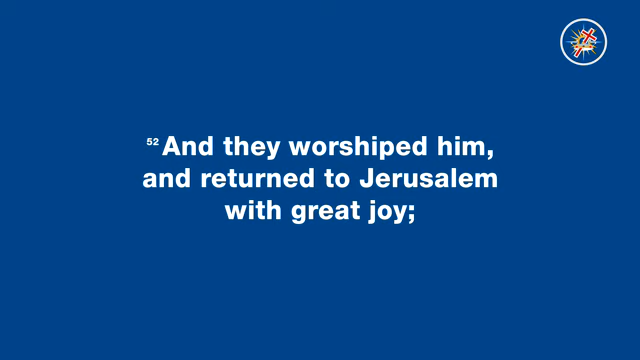 52 And they worshiped him,
and returned to Jerusalem
with great joy;